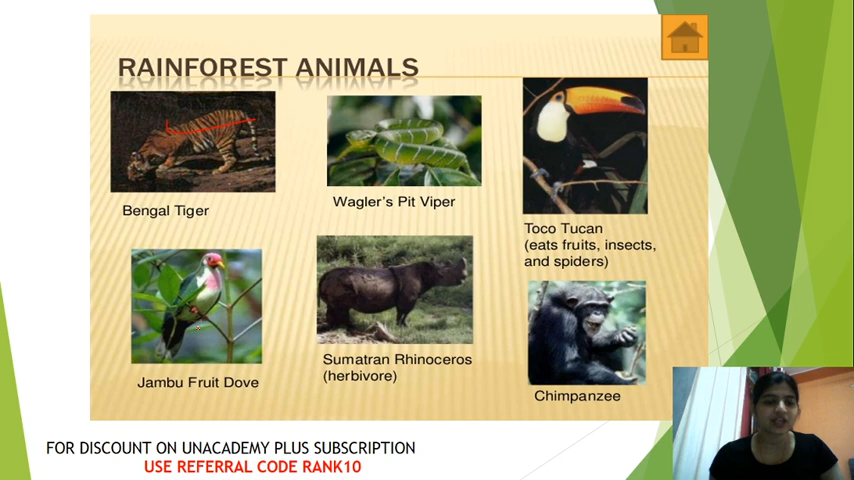 RAINFOREST ANIMALS
Bengal Tiger
Wagler's Pit Viper
Toco Tucan
(eats fruits, insects,
and spiders)
Jambu Fruit Dove
Sumatran Rhinoceros
(herbivore)
Chimpanzee
FOR DISCOUNT ON UNACADEMY PLUS SUBSCRIPTION
USE REFERRAL CODE RANK10